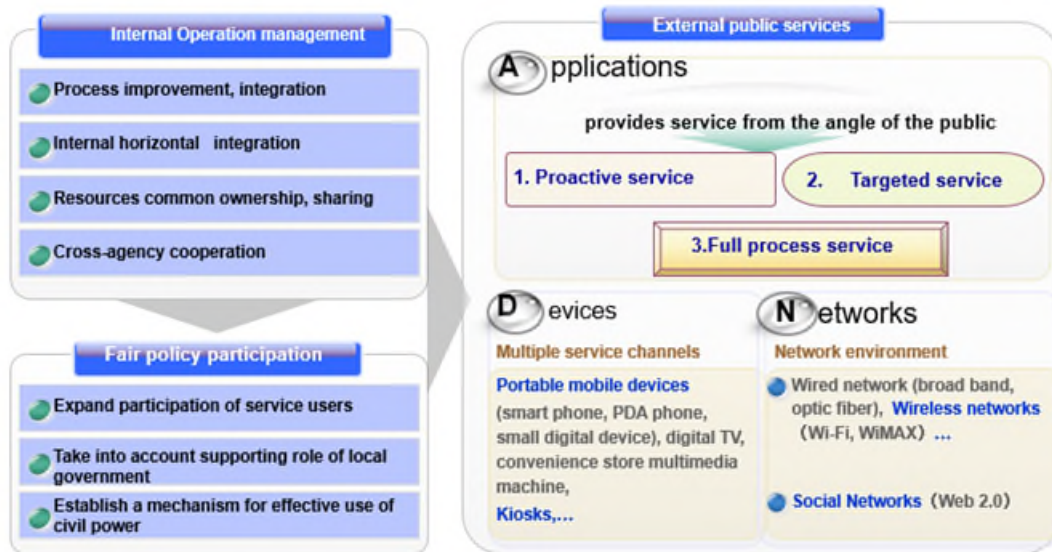 Internal Operation management
Process improvement, integration
Internal horizontal integration
Resources common ownership, sharing
Cross-agency cooperation
Fair policy participation
Expand participation of service users
Take into account supporting role of local
government
Establish a mechanism for effective use of
civil power
External public services
Applications
provides service from the angle of the public
1. Proactive service
2. Targeted service
3.Full process service
Devices
Multiple service channels
Portable mobile devices
(smart phone, PDA phone,
small digital device), digital TV,
convenience store multimedia
machine,
Kiosks,...
Networks
Network environment
Wired network (broad band,
optic fiber), Wireless networks
(Wi-Fi, WiMAX) ...
Social Networks (Web 2.0)